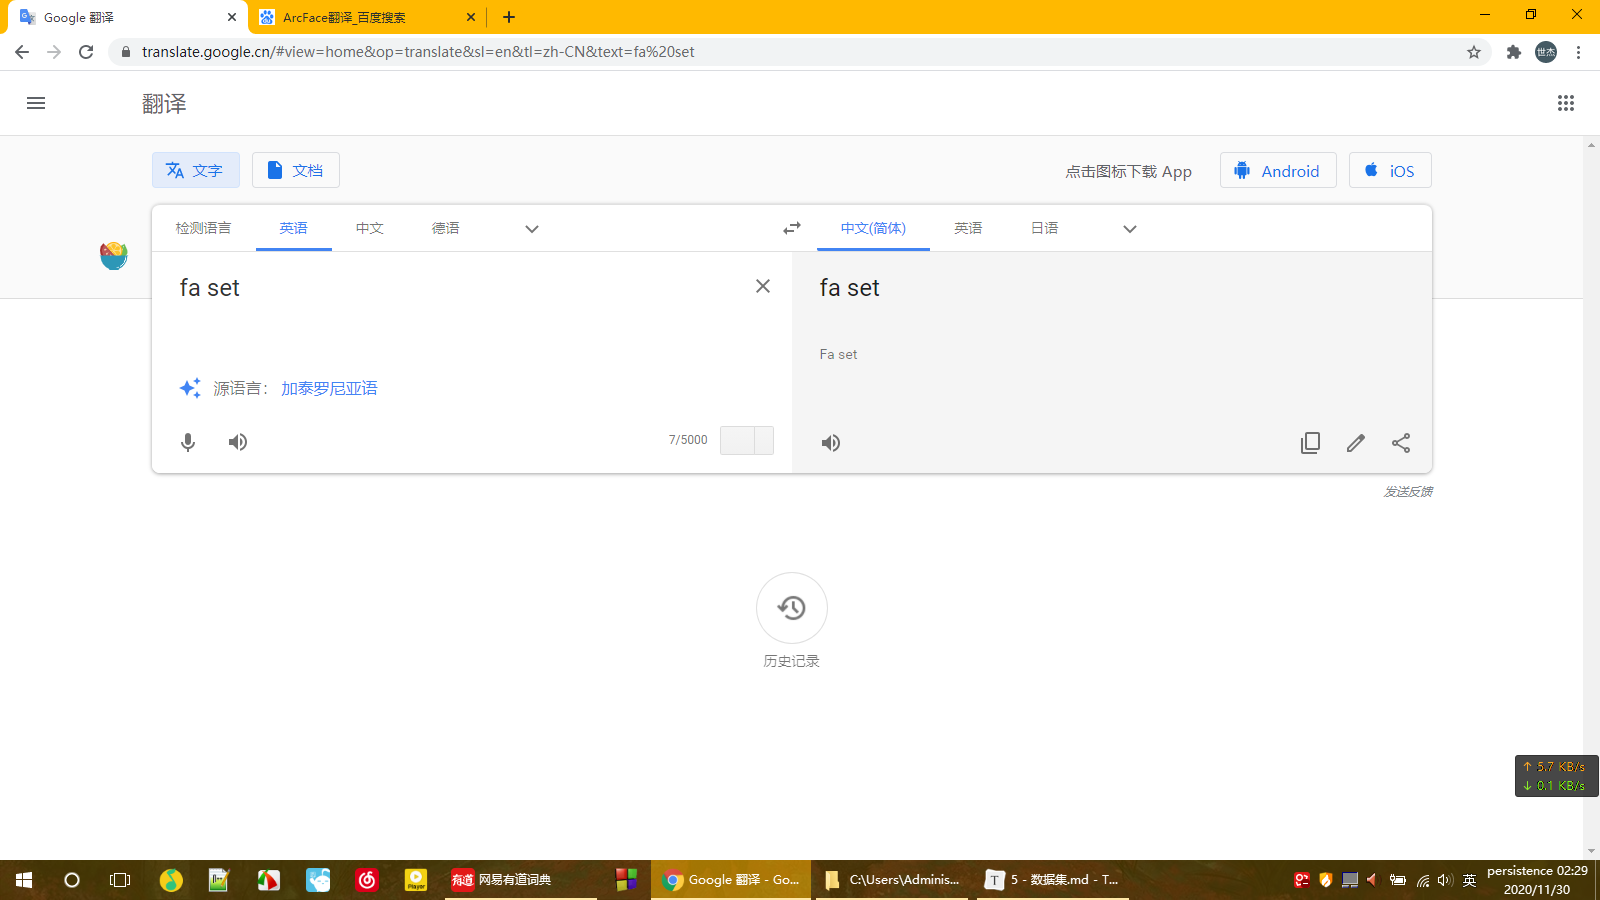 Google 翻译
ArcFace翻译_百度搜索
translate.google.cn/#view=home&op=translate&sl=en&tl=zh-CN&text=fa%20set
世杰
翻译
文字
文档
点击图标下载 App
Android
iOS
检测语言
英语
中文
德语
中文(简体)
英语
日语
fa set
fa set
Fa set
源语言：
加泰罗尼亚语
7/5000
发送反馈
历史记录
↑ 5.7 KB/s
↓ 0.1 KB/s
Player
有道
网易有道词典
Google 翻译 - Go...
C:\Users\Adminis...
T
5 - 数据集.md - T...
英
persistence 02:29
2020/11/30